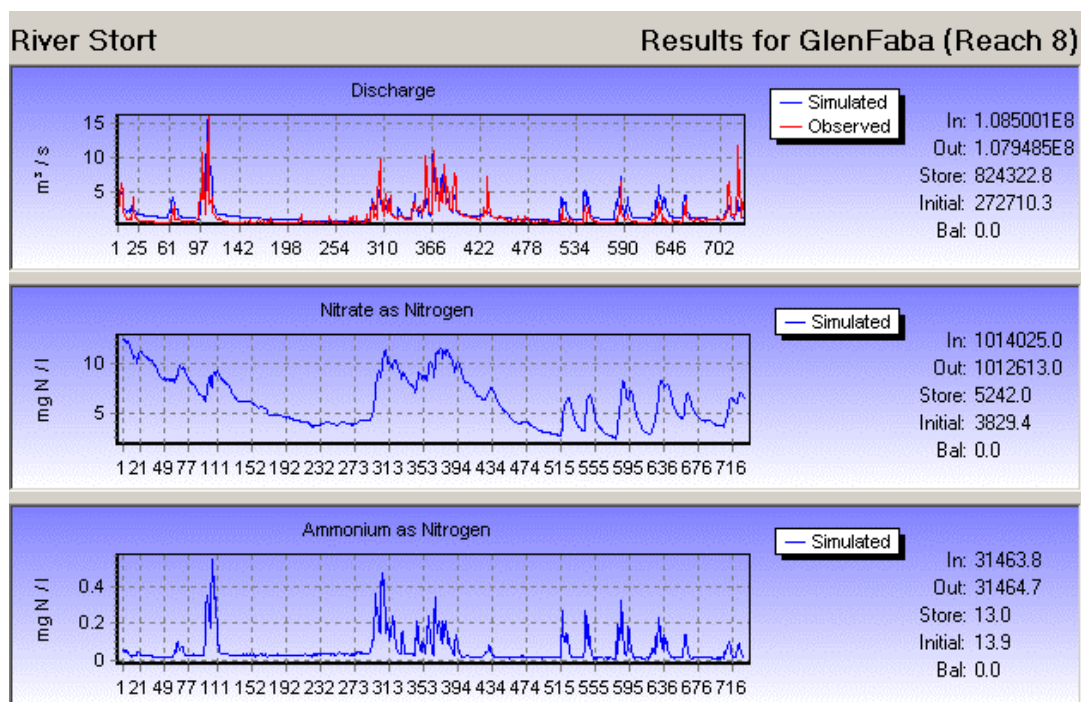 River Stort Results for GlenFaba (Reach 8)
Discharge
m³ / s
15
10
5
1 25 61 97 142 198 254 310 366 422 478 534 590 646 702
Simulated
Observed
In: 1.085001E8
Out: 1.079485E8
Store: 824322.8
Initial: 272710.3
Bal: 0.0
Nitrate as Nitrogen
mgN / l
10
5
1 21 49 77 111 152 192 232 273 313 353 394 434 474 515 555 595 636 676 716
Simulated
In: 1014025.0
Out: 1012613.0
Store: 5242.0
Initial: 3829.4
Bal: 0.0
Ammonium as Nitrogen
mgN / l
0.4
0.2
0
1 21 49 77 111 152 192 232 273 313 353 394 434 474 515 555 595 636 676 716
Simulated
In: 31463.8
Out: 31464.7
Store: 13.0
Initial: 13.9
Bal: 0.0